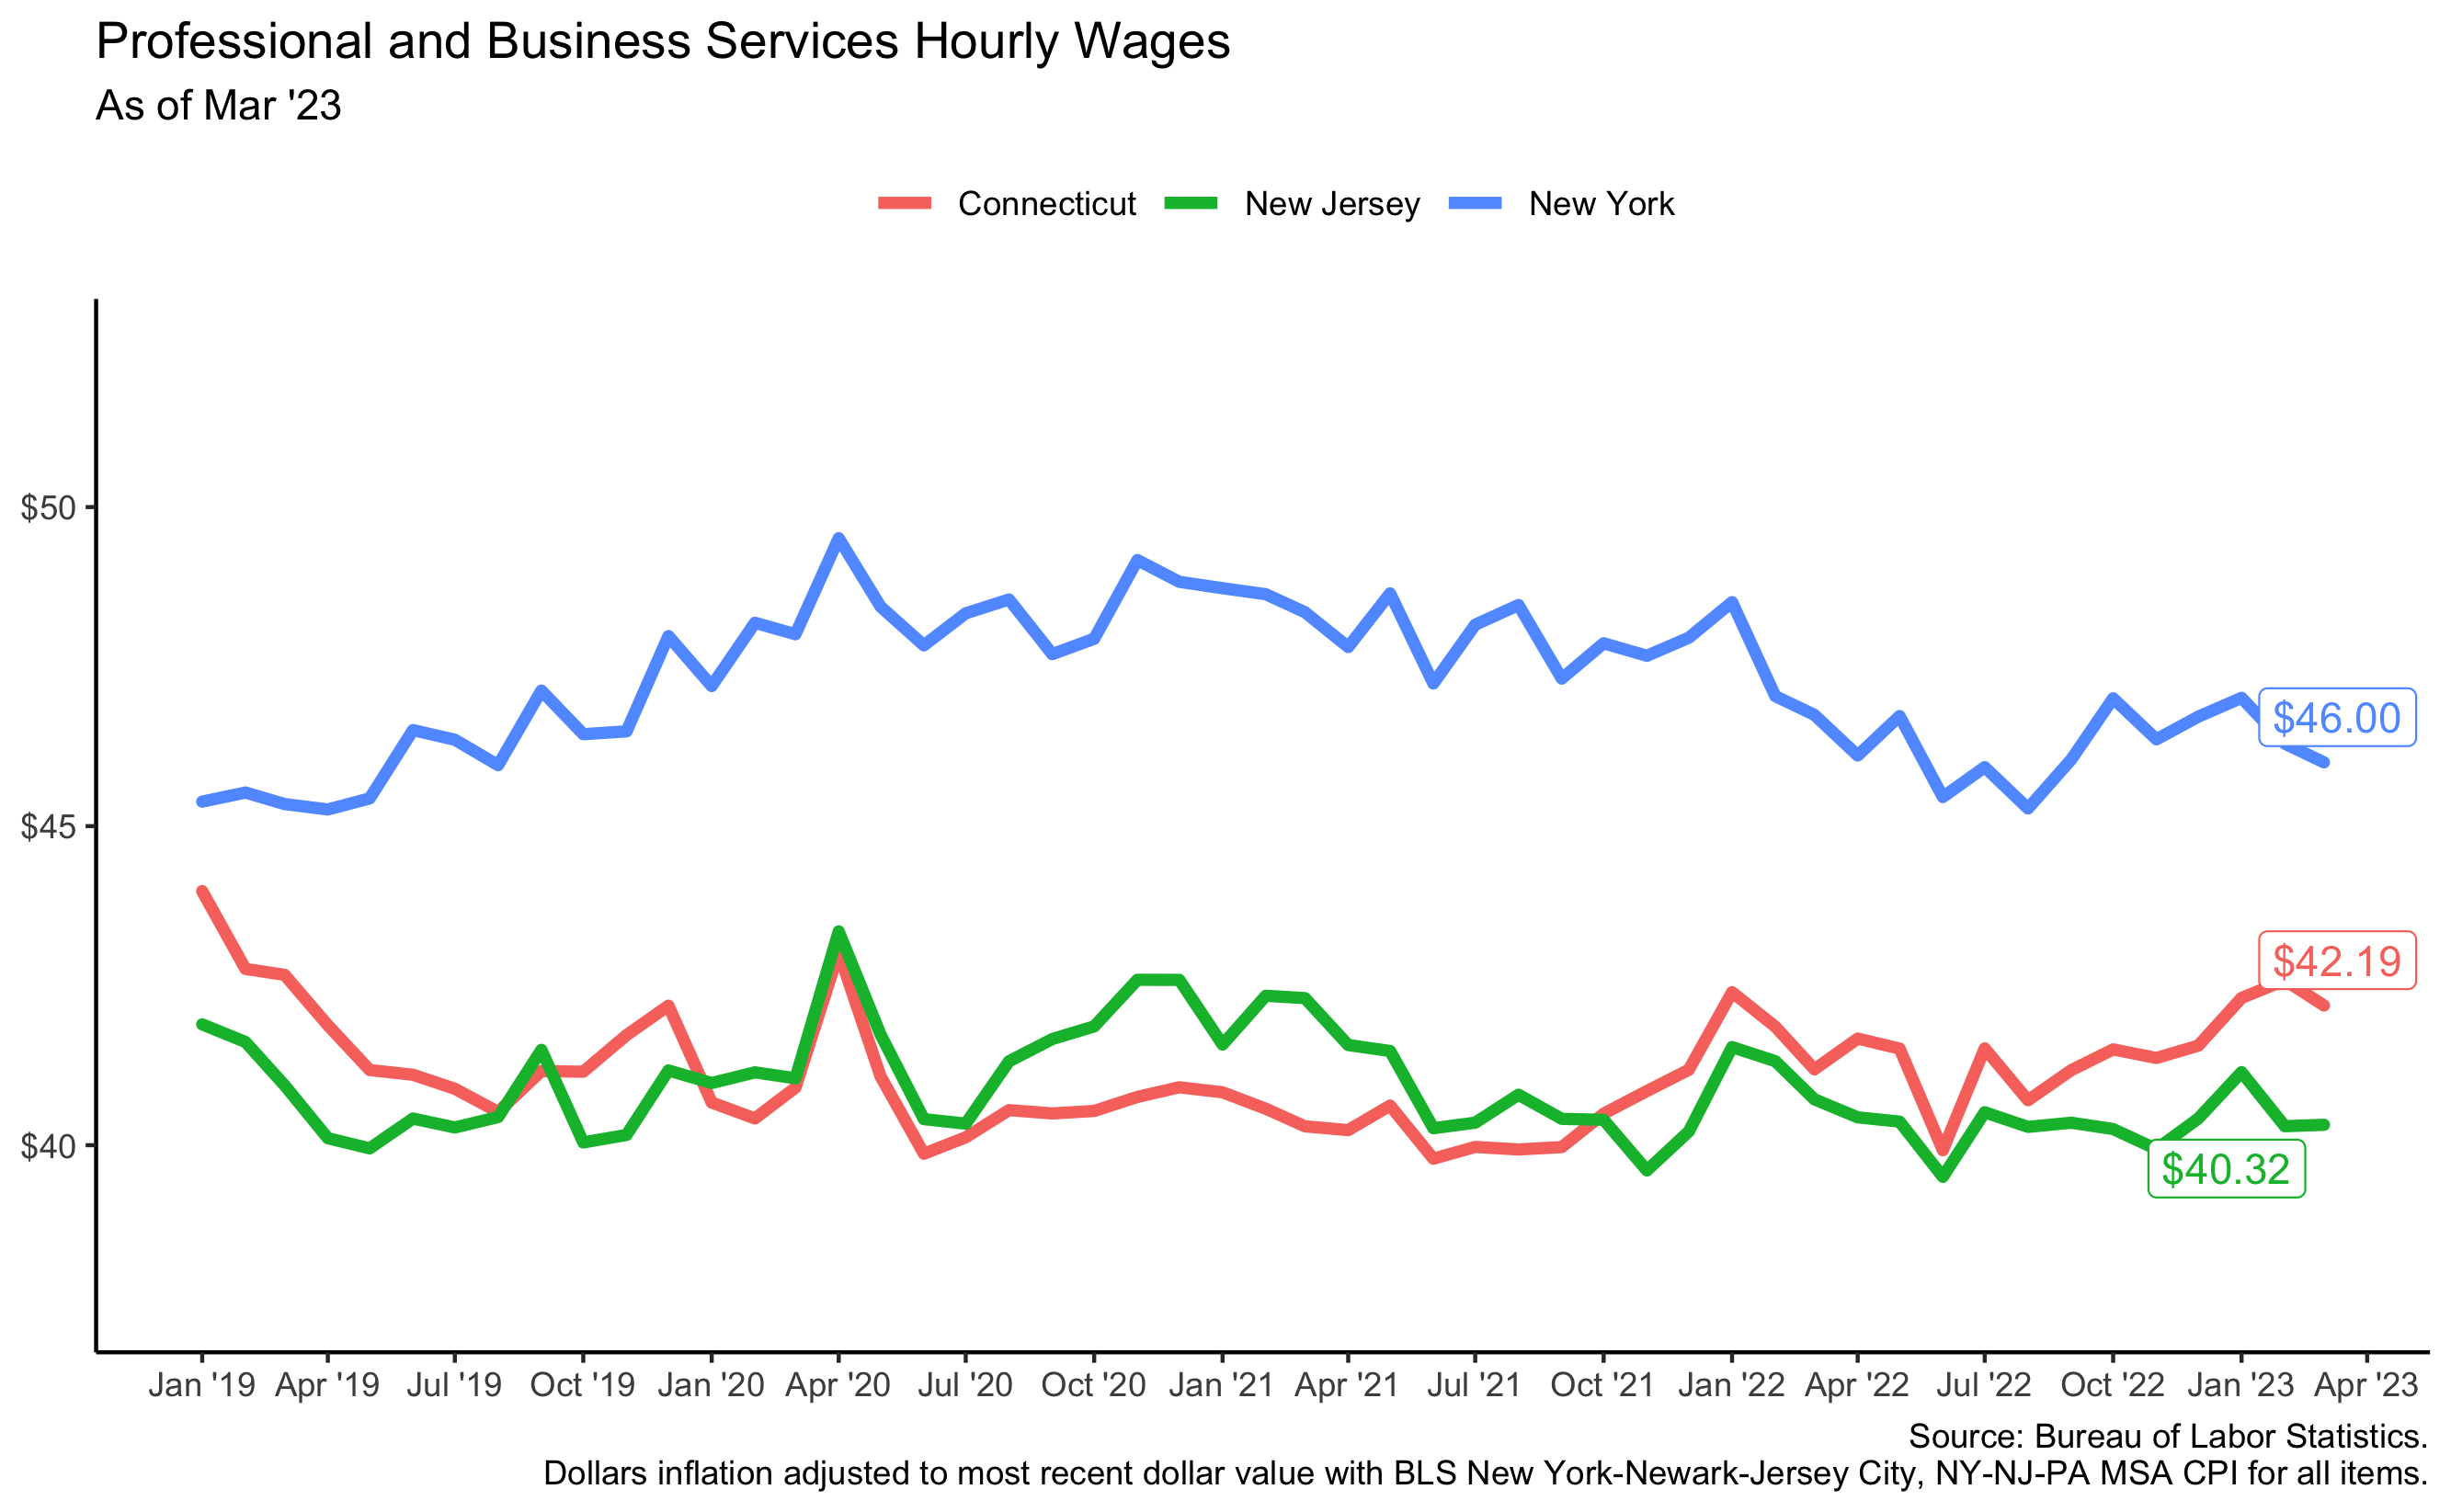 Professional and Business Services Hourly Wages
As of Mar '23
Connecticut New Jersey New York
$50
$45
$40
$46.00
$42.19
$40.32
Jan '19 Apr '19 Jul '19 Oct '19 Jan '20 Apr '20 Jul '20 Oct '20 Jan '21 Apr '21 Jul '21 Oct '21 Jan '22 Apr '22 Jul '22 Oct '22 Jan '23 Apr '23
Source: Bureau of Labor Statistics.
Dollars inflation adjusted to most recent dollar value with BLS New York-Newark-Jersey City, NY-NJ-PA MSA CPI for all items.